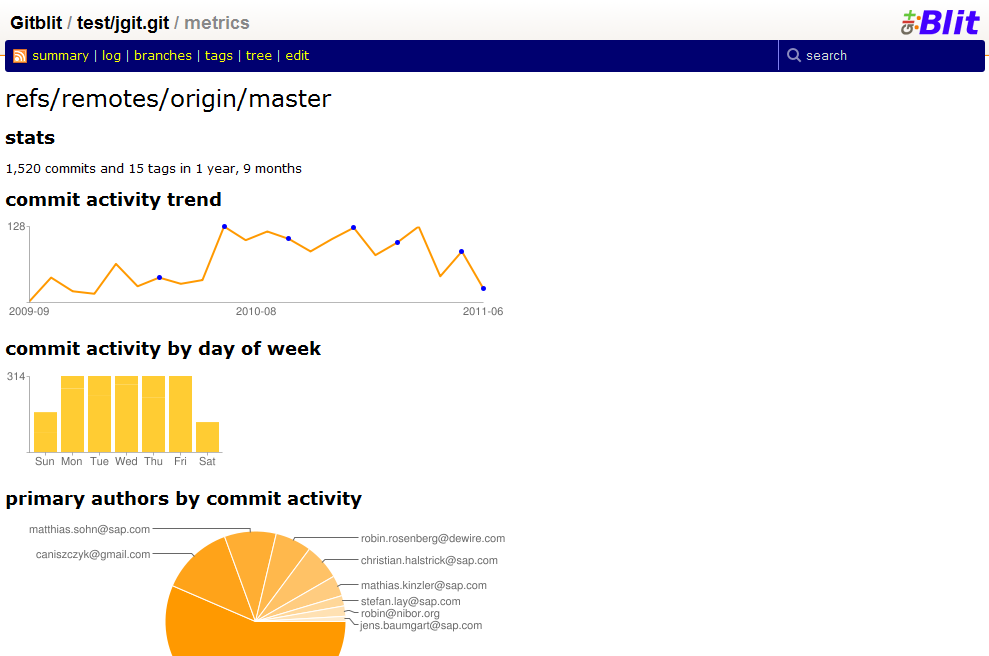 Gitblit / test/jgit.git / metrics
git:Blit
summary | log | branches | tags | tree | edit
search
refs/remotes/origin/master
stats
1,520 commits and 15 tags in 1 year, 9 months
commit activity trend
128
2009-09 2010-08 2011-06
commit activity by day of week
314
Sun Mon Tue Wed Thu Fri Sat
primary authors by commit activity
matthias.sohn@sap.com
robin.rosenberg@dewire.com
caniszczyk@gmail.com
christian.halstrick@sap.com
mathias.kinzler@sap.com
stefan.lay@sap.com
robin@nibor.org
jens.baumgart@sap.com